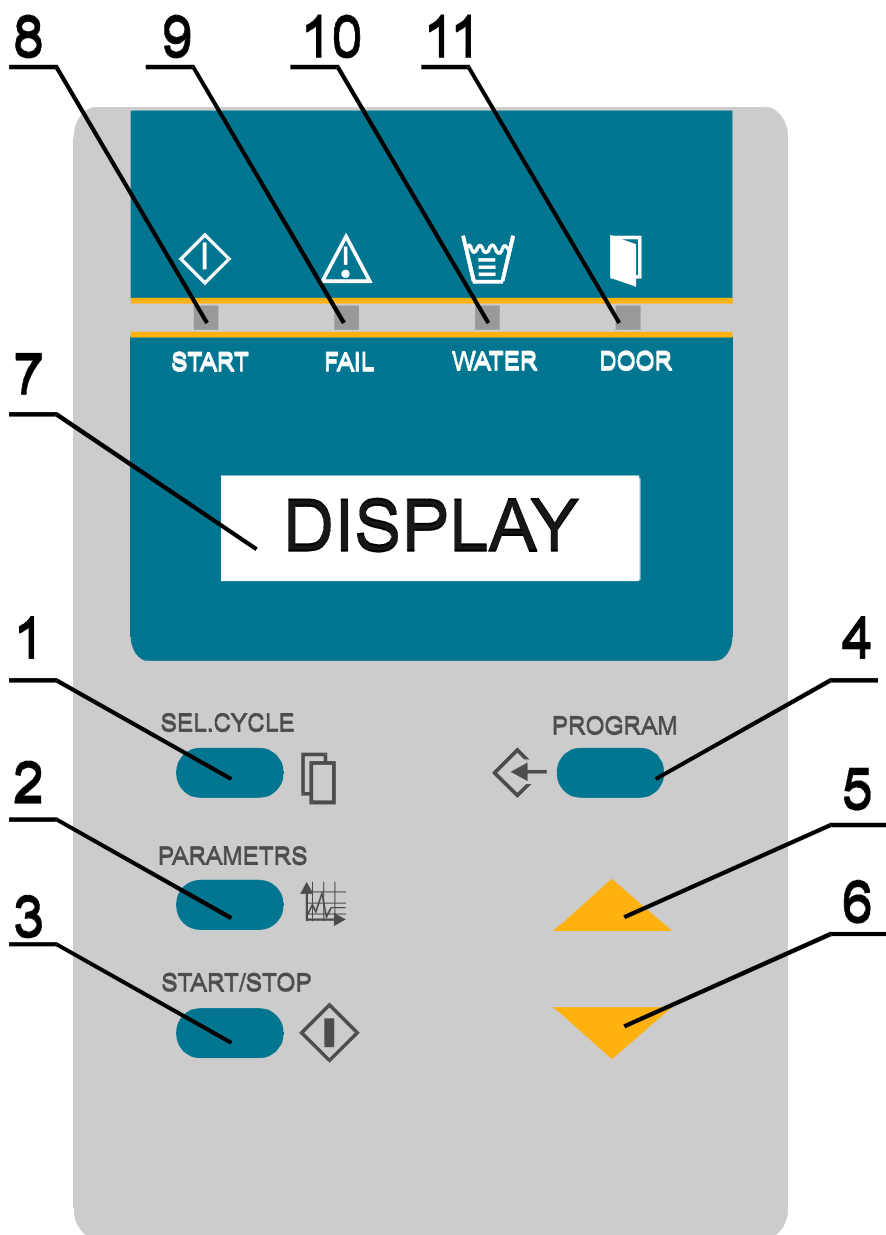 8 9 10 11
START FAIL WATER DOOR
7
DISPLAY
1 4
SEL.CYCLE PROGRAM
2 5
PARAMETRS
3 6
START/STOP